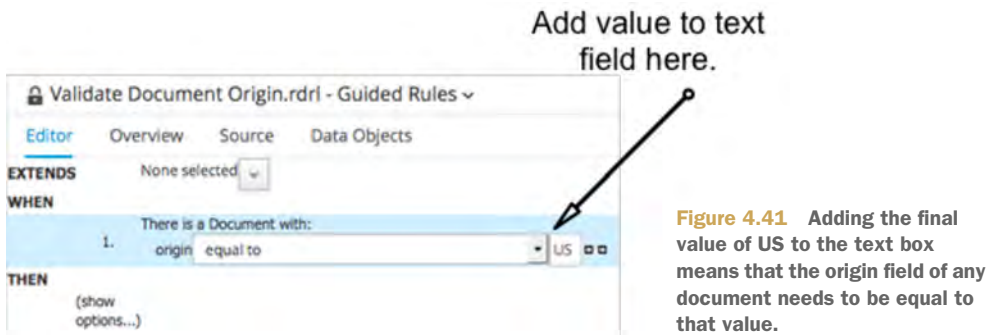 Add value to text
field here.
Validate Document Origin.rdrl - Guided Rules
Editor Overview Source Data Objects
EXTENDS None selected
WHEN
There is a Document with:
1.
origin equal to US
THEN
(show
options...)
Figure 4.41 Adding the final
value of US to the text box
means that the origin field of any
document needs to be equal to
that value.